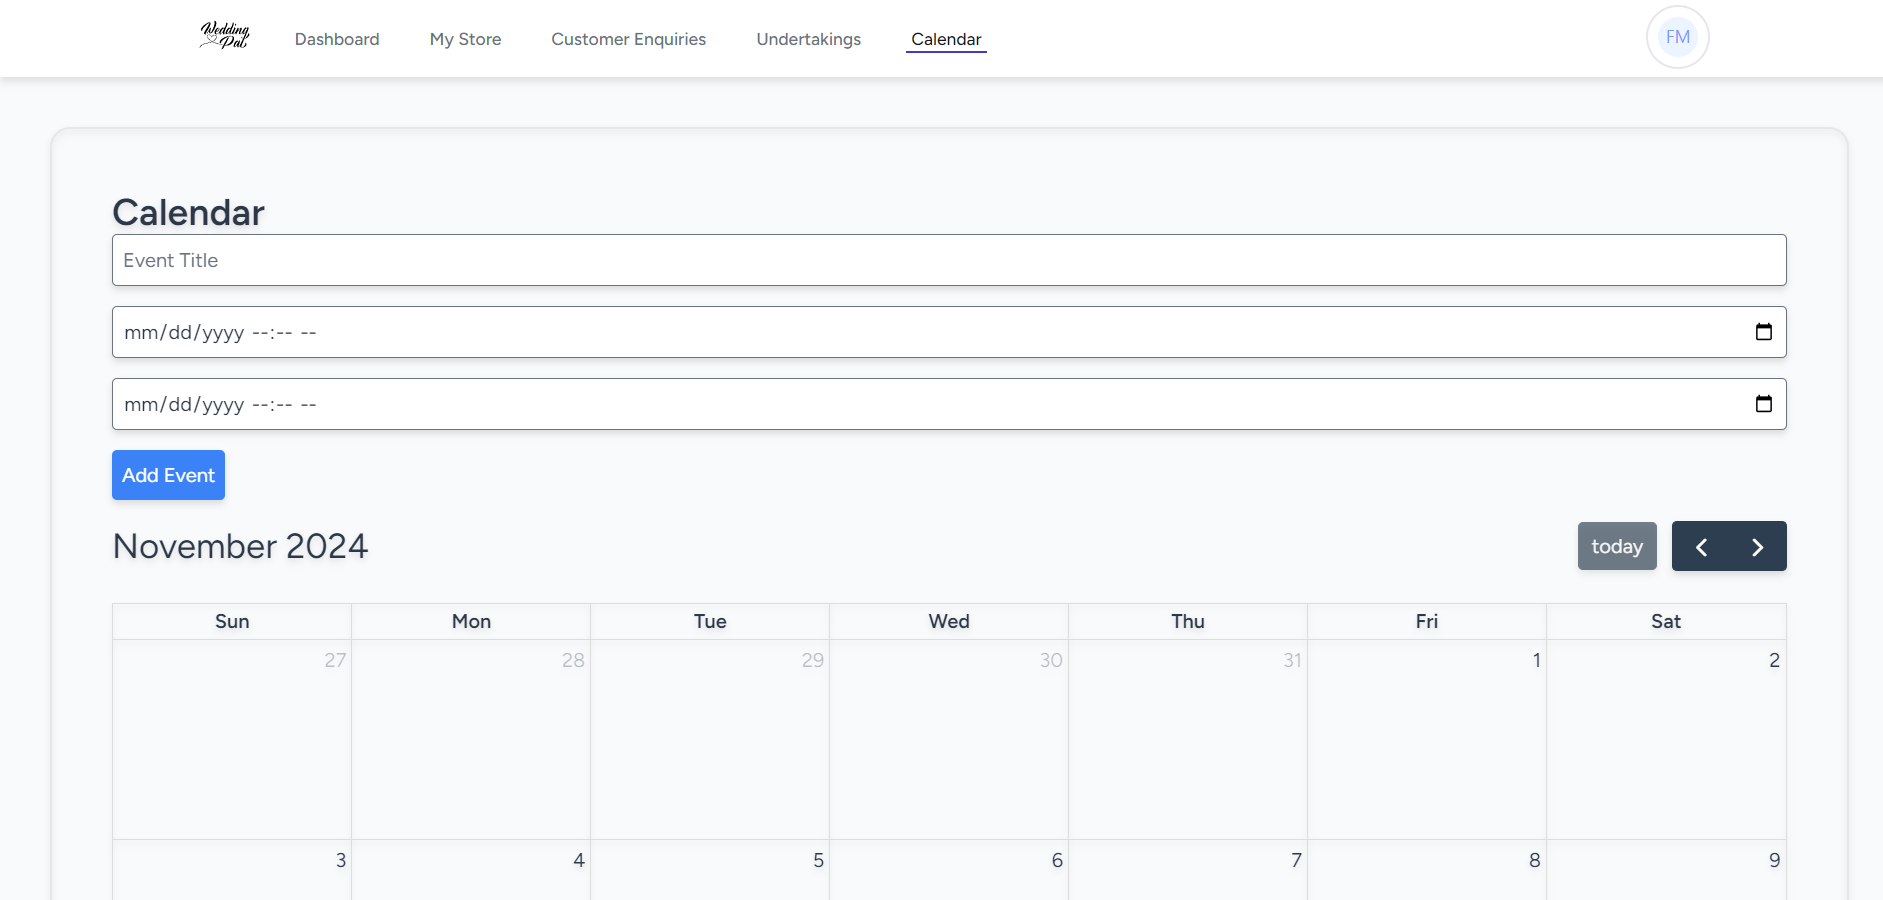 Wedding Pal
Dashboard My Store Customer Enquiries Undertakings Calendar FM
Calendar
Event Title
mm/dd/yyyy --:-- --
mm/dd/yyyy --:-- --
Add Event
November 2024 today
Sun Mon Tue Wed Thu Fri Sat
27 28 29 30 31 1 2
3 4 5 6 7 8 9